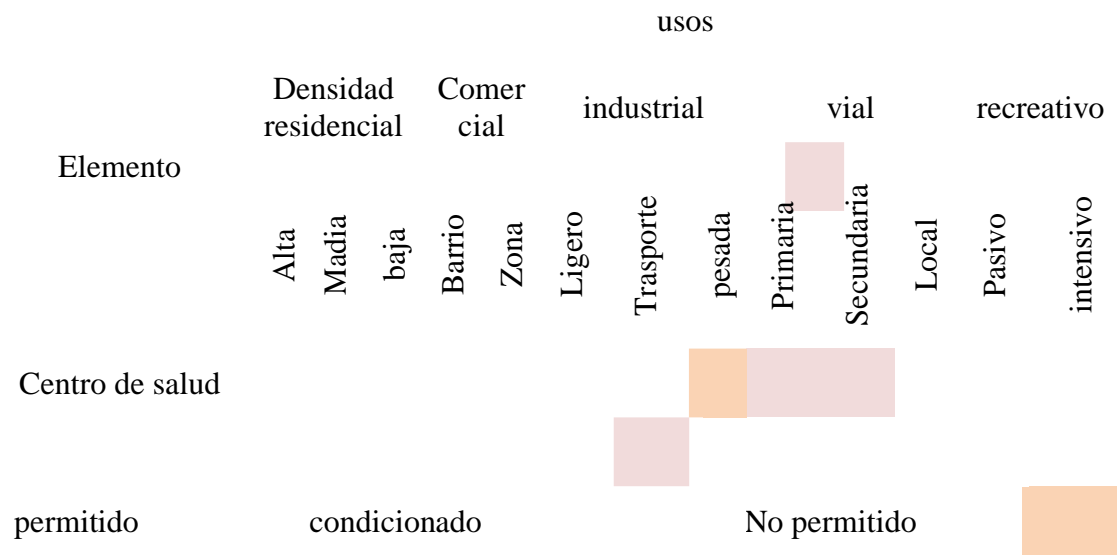 usos
Densidad
residencial
Comer
cial
industrial
vial
recreativo
Elemento
Alta
Madia
baja
Barrio
Zona
Ligero
Trasporte
pesada
Primaria
Secundaria
Local
Pasivo
intensivo
Centro de salud
permitido
condicionado
No permitido